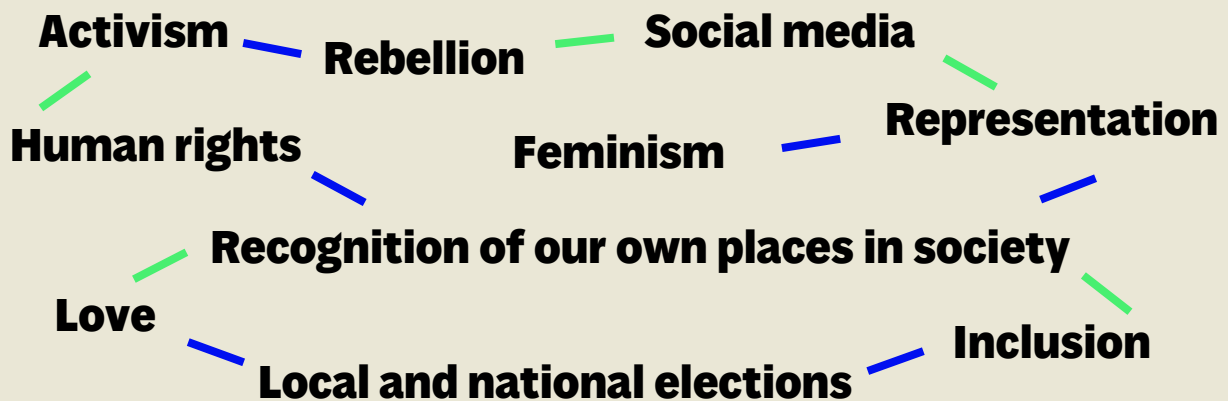 Activism
Rebellion
Social media
Human rights
Feminism
Representation
Recognition of our own places in society
Love
Inclusion
Local and national elections